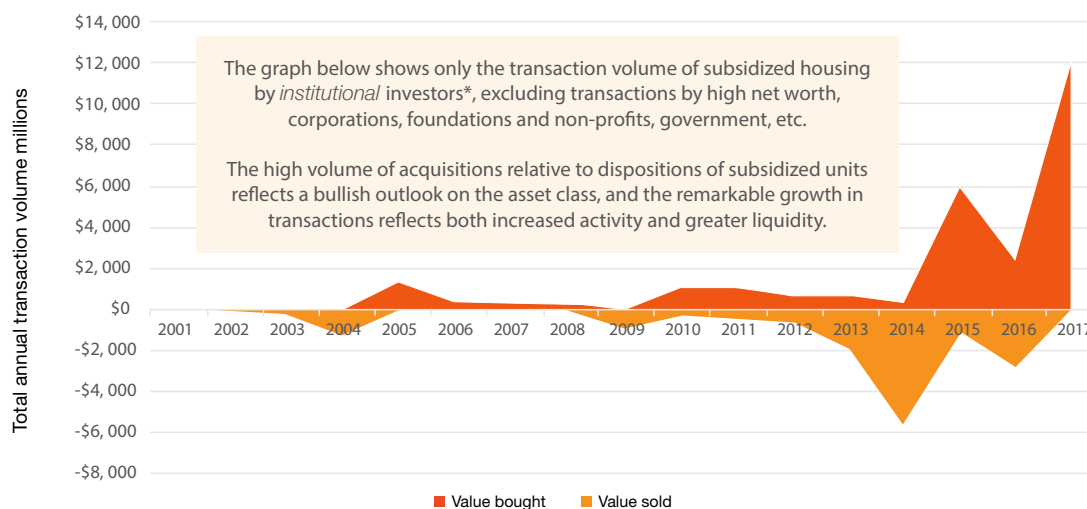 $14, 000
$12, 000
$10, 000
$8, 000
$6, 000
$4, 000
$2, 000
$0
-$2, 000
-$4, 000
-$6, 000
-$8, 000
Total annual transaction volume millions
The graph below shows only the transaction volume of subsidized housing
by institutional investors*, excluding transactions by high net worth,
corporations, foundations and non-profits, government, etc.
The high volume of acquisitions relative to dispositions of subsidized units
reflects a bullish outlook on the asset class, and the remarkable growth in
transactions reflects both increased activity and greater liquidity.
2001 2002 2003 2004 2005 2006 2007 2008 2009 2010 2011 2012 2013 2014 2015 2016 2017
Value bought Value sold